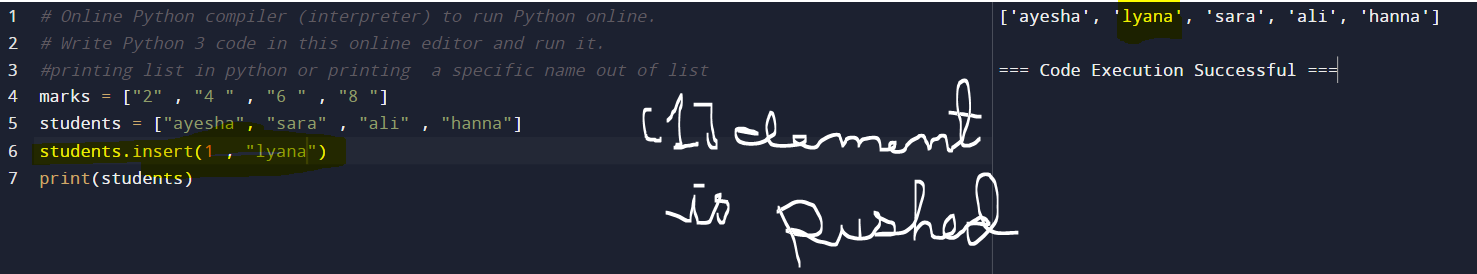 1 # Online Python compiler (interpreter) to run Python online.
2 # Write Python 3 code in this online editor and run it.
3 #printing list in python or printing  a specific name out of list
4 marks = ["2" , "4 " , "6 " , "8 "]
5 students = ["ayesha", "sara" , "ali" , "hanna"]
6 students.insert(1 , "lyana")
7 print(students)
[1] element
is pushed
['ayesha', 'lyana', 'sara', 'ali', 'hanna']
=== Code Execution Successful ===